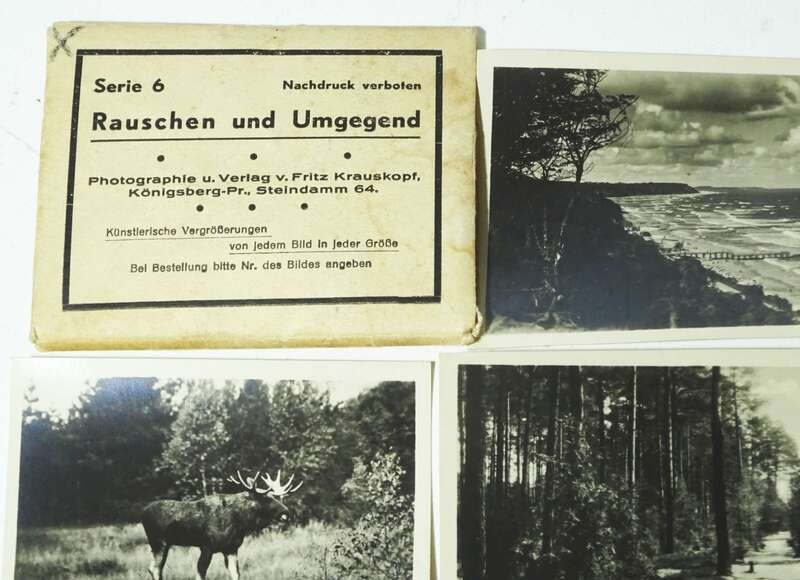 Serie 6 Nachdruck verboten
Rauschen und Umgegend
Photographie u. Verlag v. Fritz Krauskopf,
Königsberg-Pr., Steindamm 64.
Künstlerische Vergrößerungen
von jedem Bild in jeder Größe
Bei Bestellung bitte Nr. des Bildes angeben